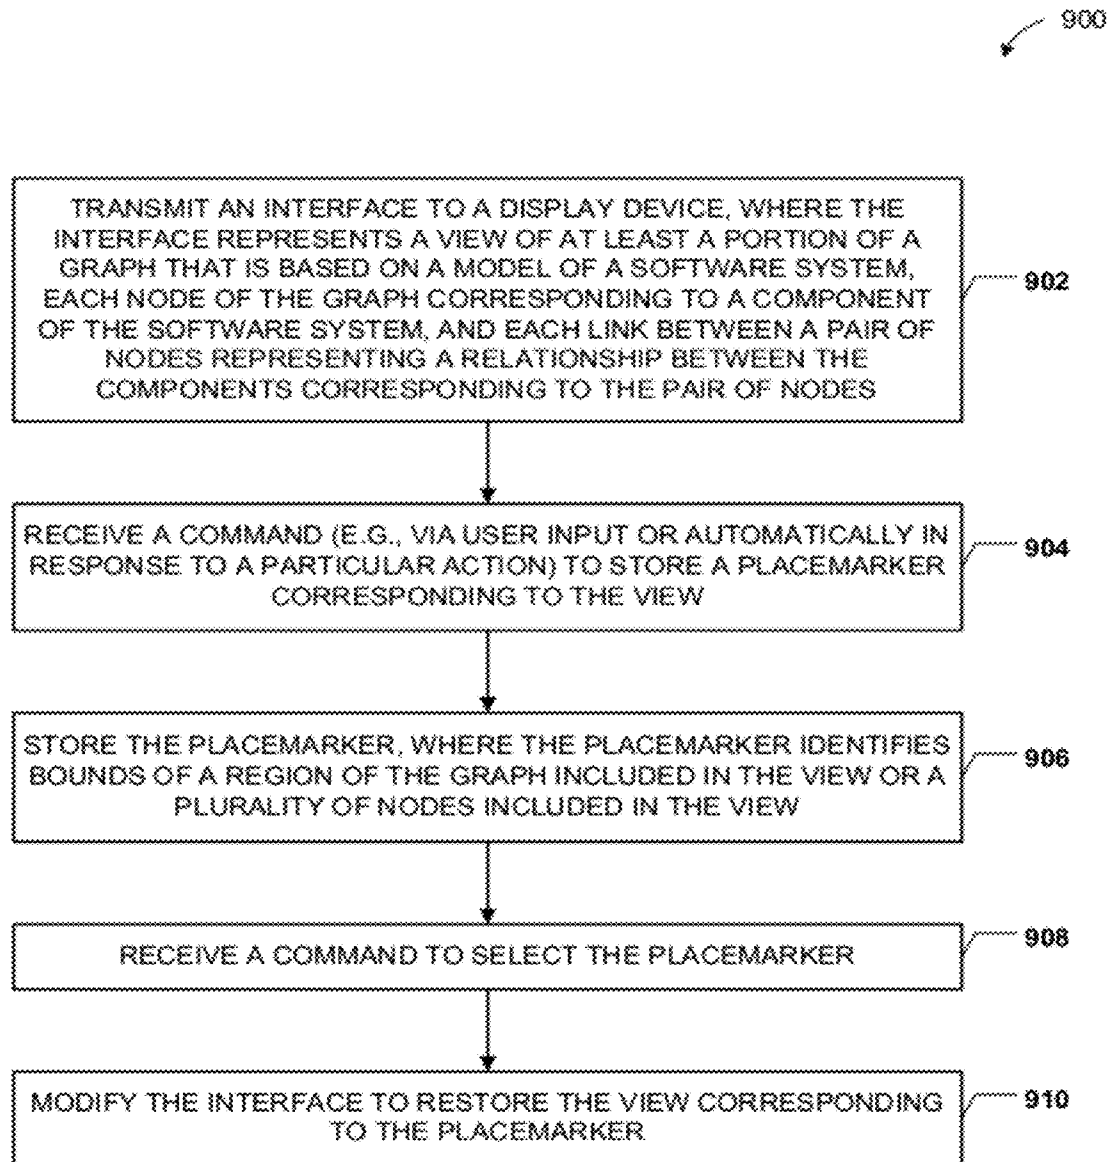 900
TRANSMIT AN INTERFACE TO A DISPLAY DEVICE, WHERE THE
INTERFACE REPRESENTS A VIEW OF AT LEAST A PORTION OF A
GRAPH THAT IS BASED ON A MODEL OF A SOFTWARE SYSTEM,
EACH NODE OF THE GRAPH CORRESPONDING TO A COMPONENT
OF THE SOFTWARE SYSTEM, AND EACH LINK BETWEEN A PAIR OF
NODES REPRESENTING A RELATIONSHIP BETWEEN THE
COMPONENTS CORRESPONDING TO THE PAIR OF NODES
902
RECEIVE A COMMAND (E.G., VIA USER INPUT OR AUTOMATICALLY IN
RESPONSE TO A PARTICULAR ACTION) TO STORE A PLACEMARKER
CORRESPONDING TO THE VIEW
904
STORE THE PLACEMARKER, WHERE THE PLACEMARKER IDENTIFIES
BOUNDS OF A REGION OF THE GRAPH INCLUDED IN THE VIEW OR A
PLURALITY OF NODES INCLUDED IN THE VIEW
906
RECEIVE A COMMAND TO SELECT THE PLACEMARKER
908
MODIFY THE INTERFACE TO RESTORE THE VIEW CORRESPONDING
TO THE PLACEMARKER
910